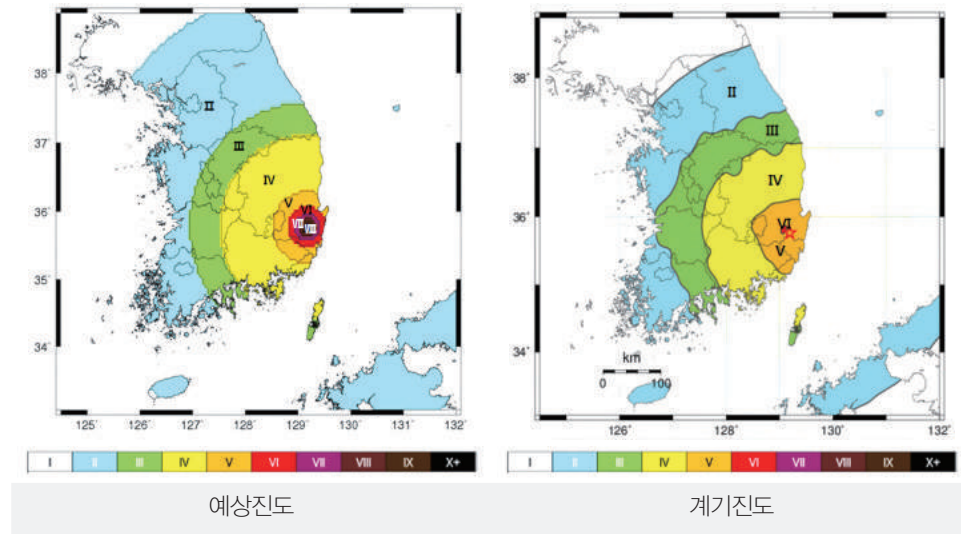 38°
37°
36°
35°
34°
125°
126°
127°
128°
129°
130°
131°
132°
II
III
IV
V
VI
VII
VIII
I II III IV V VI VII VIII IX X+
예상진도
38°
36°
34°
126°
128°
130°
132°
II
III
IV
VI
V
km
0 100
I II III IV V VI VII VIII IX X+
계기진도